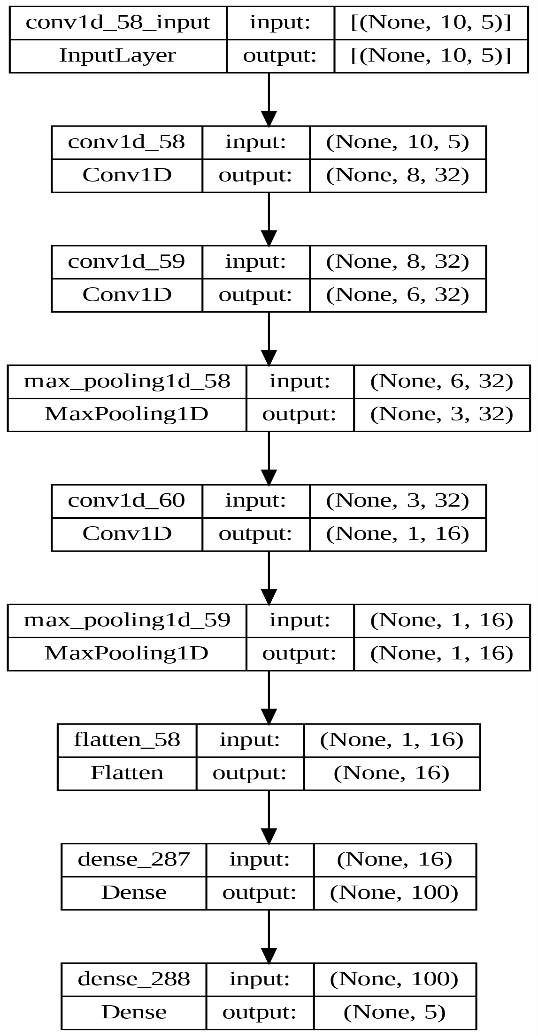 conv1d_58_input input: [(None, 10, 5)]
InputLayer output: [(None, 10, 5)]
conv1d_58 input: (None, 10, 5)
Conv1D output: (None, 8, 32)
conv1d_59 input: (None, 8, 32)
Conv1D output: (None, 6, 32)
max_pooling1d_58 input: (None, 6, 32)
MaxPooling1D output: (None, 3, 32)
conv1d_60 input: (None, 3, 32)
Conv1D output: (None, 1, 16)
max_pooling1d_59 input: (None, 1, 16)
MaxPooling1D output: (None, 1, 16)
flatten_58 input: (None, 1, 16)
Flatten output: (None, 16)
dense_287 input: (None, 16)
Dense output: (None, 100)
dense_288 input: (None, 100)
Dense output: (None, 5)